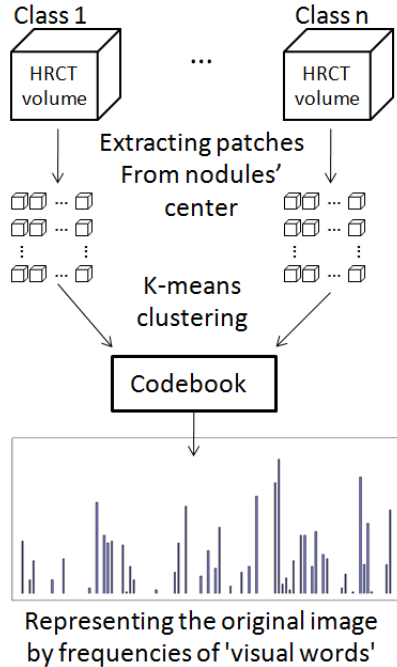 Class 1 ... Class n
HRCT
volume
HRCT
volume
Extracting patches
From nodules'
center
...
...
...
...
...
...
K-means
clustering
Codebook
Representing the original image
by frequencies of 'visual words'